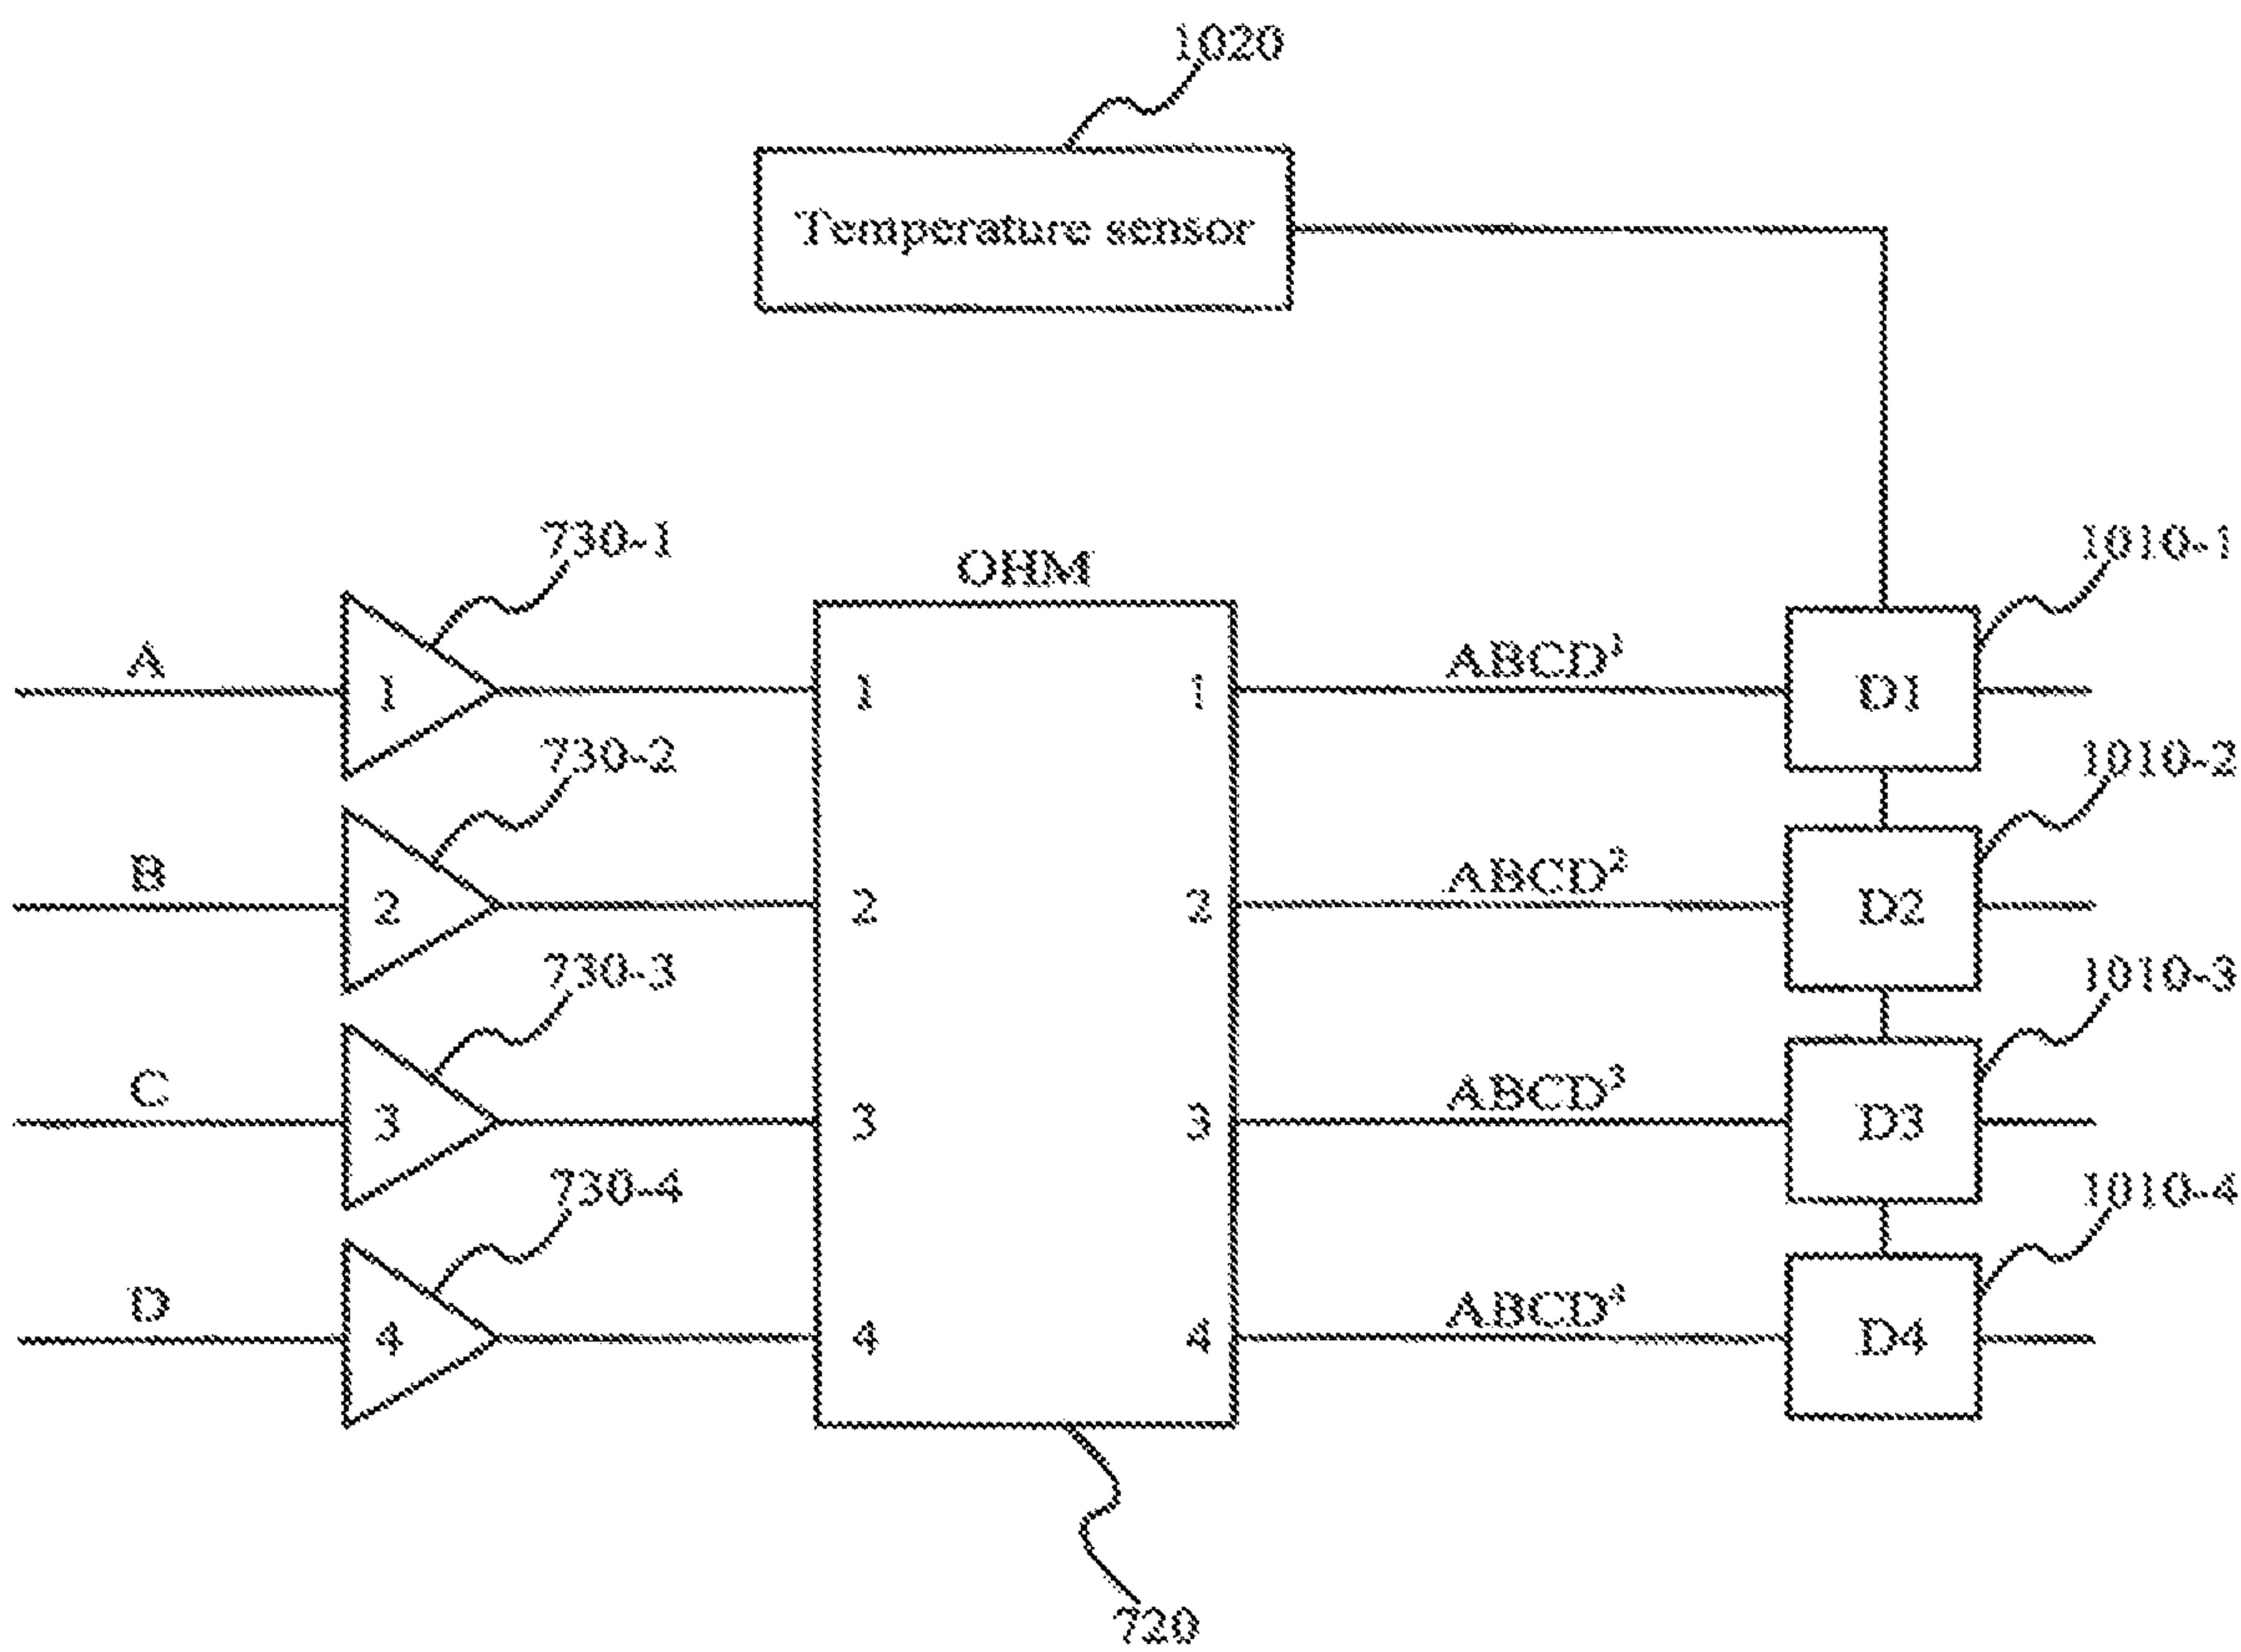 1020
Temperature sensor
730-1
OHM
1010-1
A
1
1
1
ABCD¹
D1
730-2
1010-2
B
2
2
2
ABCD²
D2
730-3
1010-3
C
3
3
3
ABCD³
D3
730-4
1010-4
D
4
4
4
ABCD⁴
D4
720